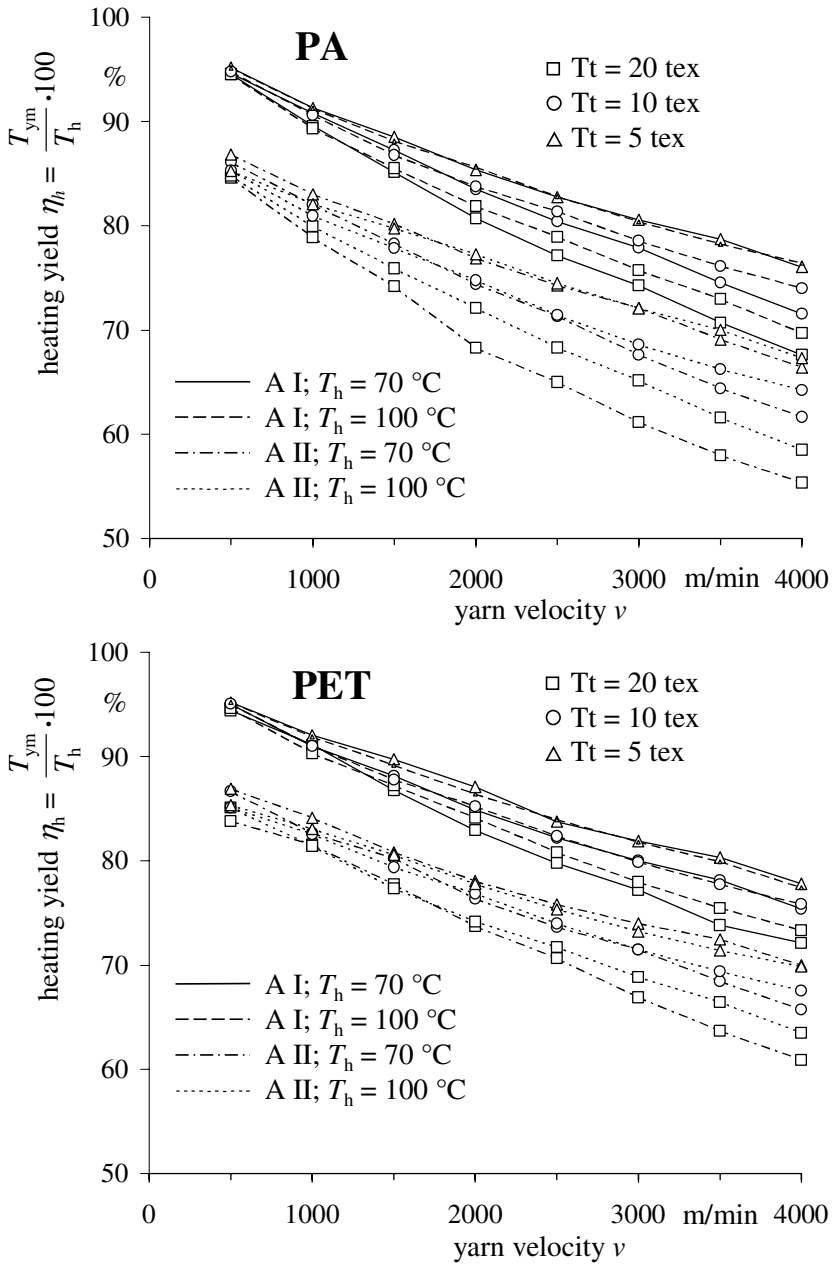 100
95
PA
%
90
80
70
60
50
heating yield ηh = Tym/Th · 100
Tt = 20 tex
Tt = 10 tex
Tt = 5 tex
A I; Th = 70 °C
A I; Th = 100 °C
A II; Th = 70 °C
A II; Th = 100 °C
0 1000 2000 3000 m/min 4000
yarn velocity v
100
PET
%
90
80
70
60
50
heating yield ηh = Tym/Th · 100
Tt = 20 tex
Tt = 10 tex
Tt = 5 tex
A I; Th = 70 °C
A I; Th = 100 °C
A II; Th = 70 °C
A II; Th = 100 °C
0 1000 2000 3000 m/min 4000
yarn velocity v